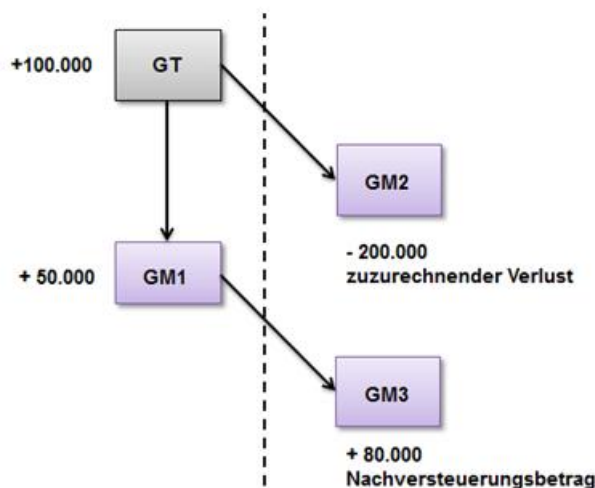 +100.000
GT
GM2
- 200.000
zuzurechnender Verlust
+ 50.000
GM1
GM3
+ 80.000
Nachversteuerungsbetrag